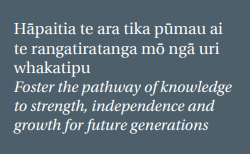 Hāpaitia te ara tika pūmau ai
te rangatiratanga mō ngā uri
whakatipu
Foster the pathway of knowledge
to strength, independence and
growth for future generations